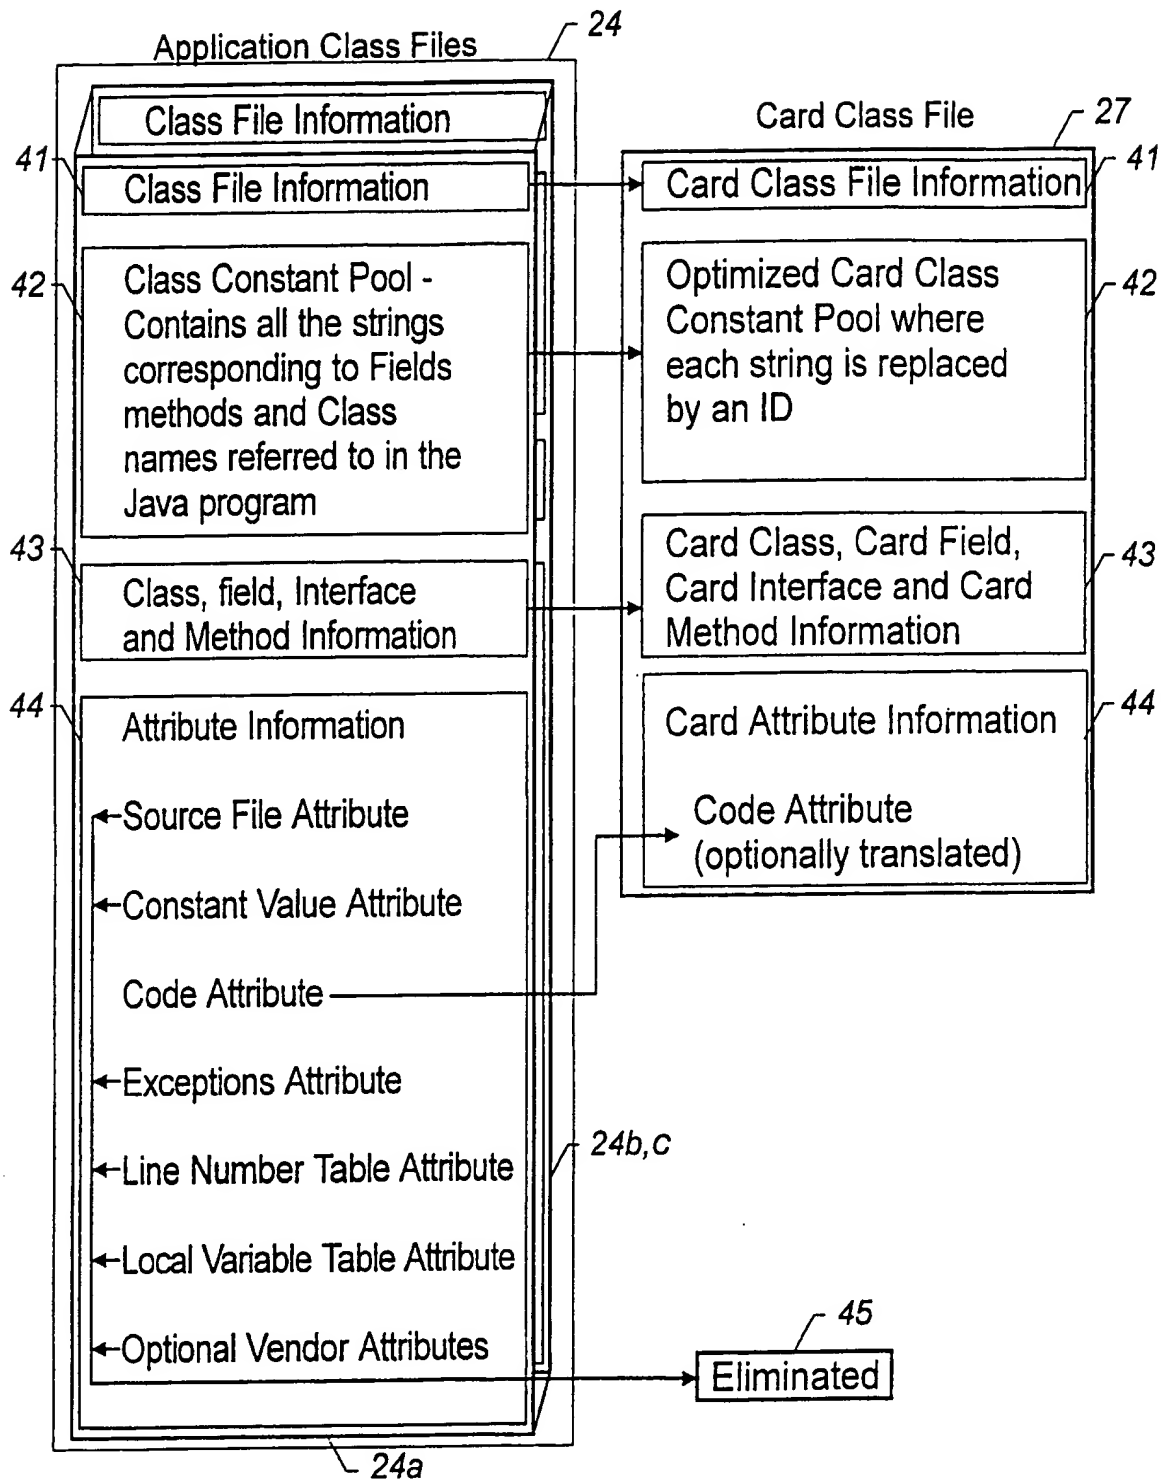 24
Application Class Files
Class File Information
41
Class File Information
42
Class Constant Pool -
Contains all the strings
corresponding to Fields
methods and Class
names referred to in the
Java program
43
Class, field, Interface
and Method Information
44
Attribute Information
Source File Attribute
Constant Value Attribute
Code Attribute
Exceptions Attribute
Line Number Table Attribute
Local Variable Table Attribute
Optional Vendor Attributes
24b,c
24a
Card Class File
27
Card Class File Information
41
Optimized Card Class
Constant Pool where
each string is replaced
by an ID
42
Card Class, Card Field,
Card Interface and Card
Method Information
43
Card Attribute Information
44
Code Attribute
(optionally translated)
45
Eliminated